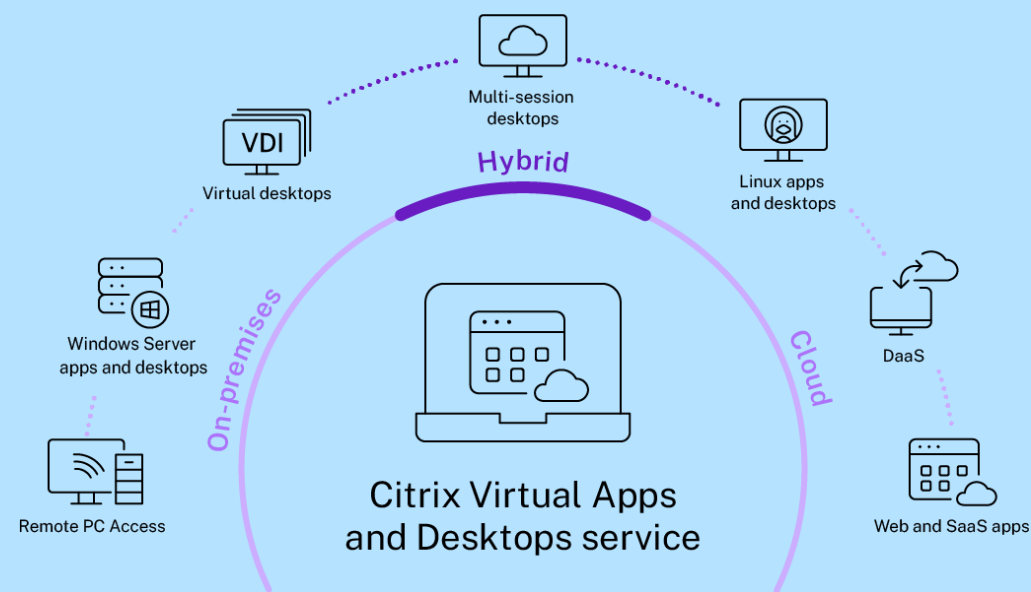 Multi-session
desktops
Hybrid
VDI
Virtual desktops
Linux apps
and desktops
Windows Server
apps and desktops
On-premises
Cloud
DaaS
Remote PC Access
Web and SaaS apps
Citrix Virtual Apps
and Desktops service